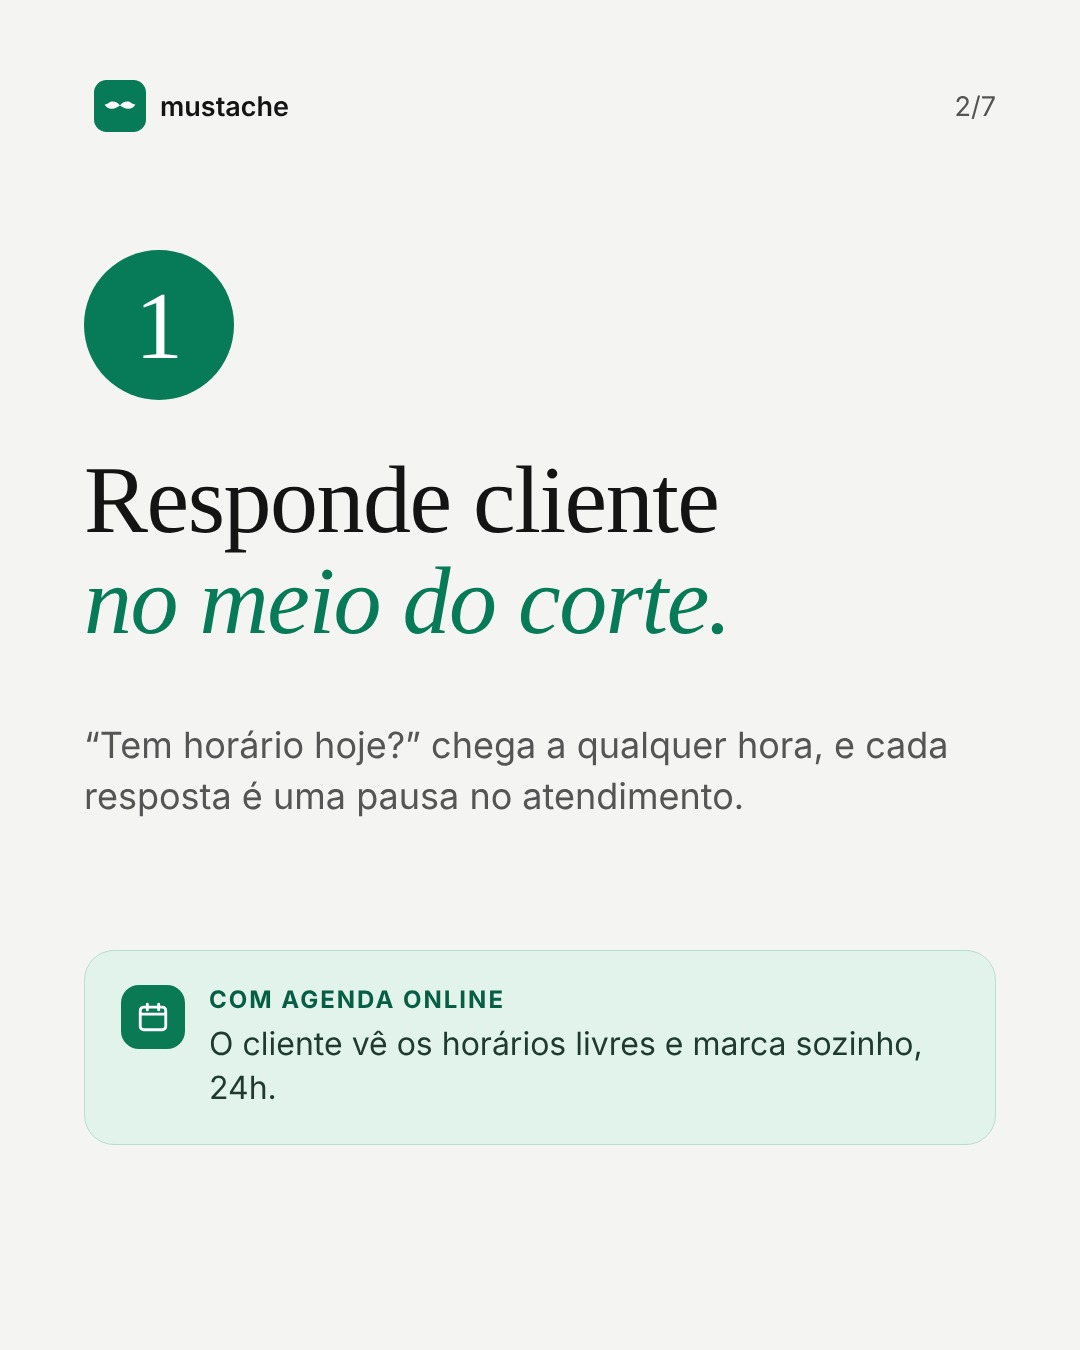 mustache
2/7
1
Responde cliente
no meio do corte.
“Tem horário hoje?” chega a qualquer hora, e cada
resposta é uma pausa no atendimento.
COM AGENDA ONLINE
O cliente vê os horários livres e marca sozinho,
24h.